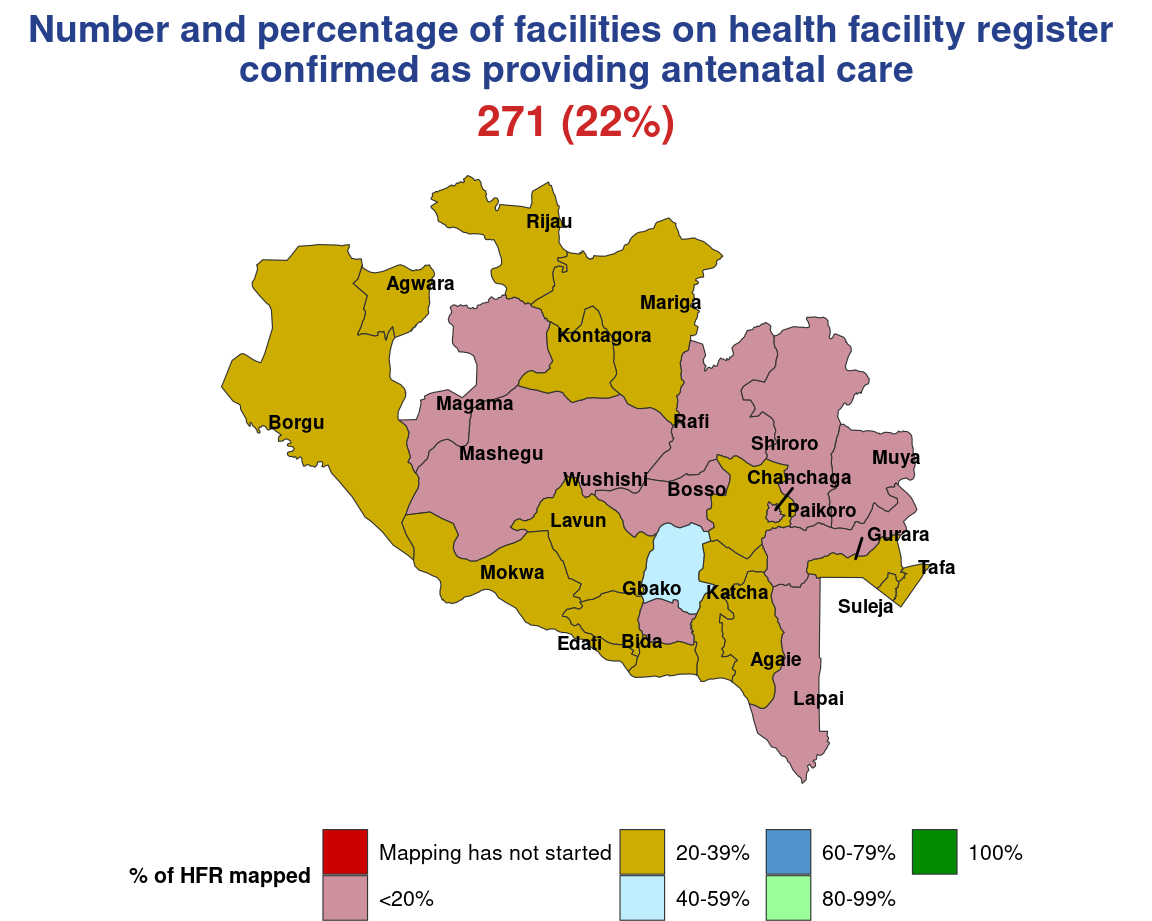 Number and percentage of facilities on health facility register
confirmed as providing antenatal care
271 (22%)
Rijau
Agwara
Mariga
Kontagora
Magama
Borgu
Rafi
Shiroro
Mashegu
Muya
Wushishi
Chanchaga
Bosso
Paikoro
Lavun
Gurara
Tafa
Mokwa
Gbako
Katcha
Suleja
Edati
Bida
Agaie
Lapai
% of HFR mapped
Mapping has not started
<20%
20-39%
40-59%
60-79%
80-99%
100%